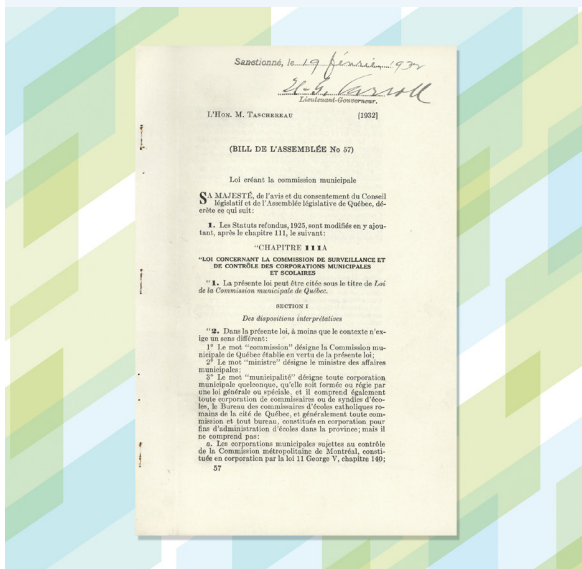 Sanctionné, le 19 février 1932
H.-G. Carroll
Lieutenant-Gouverneur.
L'HON. M. TASCHEREAU [1932]
(BILL DE L'ASSEMBLÉE No 57)
Loi créant la commission municipale
SA MAJESTÉ, de l'avis et du consentement du Conseil
législatif et de l'Assemblée législative de Québec, dé-
crète ce qui suit:
1. Les Statuts refondus, 1925, sont modifiés en y ajou-
tant, après le chapitre 111, le suivant:
"CHAPITRE 111A
"LOI CONCERNANT LA COMMISSION DE SURVEILLANCE ET
DE CONTRÔLE DES CORPORATIONS MUNICIPALES
ET SCOLAIRES
"1. La présente loi peut être citée sous le titre de Loi
de la Commission municipale de Québec.
SECTION I
Des dispositions interprétatives
"2. Dans la présente loi, à moins que le contexte n'ex-
ige un sens différent:
1° Le mot "commission" désigne la Commission mu-
nicipale de Québec établie en vertu de la présente loi;
2° Le mot "ministre" désigne le ministre des affaires
municipales;
3° Le mot "municipalité" désigne toute corporation
municipale quelconque, qu'elle soit formée ou régie par
une loi générale ou spéciale, et il comprend également
toute corporation de commissaires ou de syndics d'éco-
les, le Bureau des commissaires d'écoles catholiques ro-
mains de la cité de Québec, et généralement toute com-
mission et tout bureau, constitués en corporation pour
fins d'administration d'écoles dans la province; mais il
ne comprend pas:
a. Les corporations municipales sujettes au contrôle
de la Commission métropolitaine de Montréal, consti-
tuée en corporation par la loi 11 George V, chapitre 140;
57